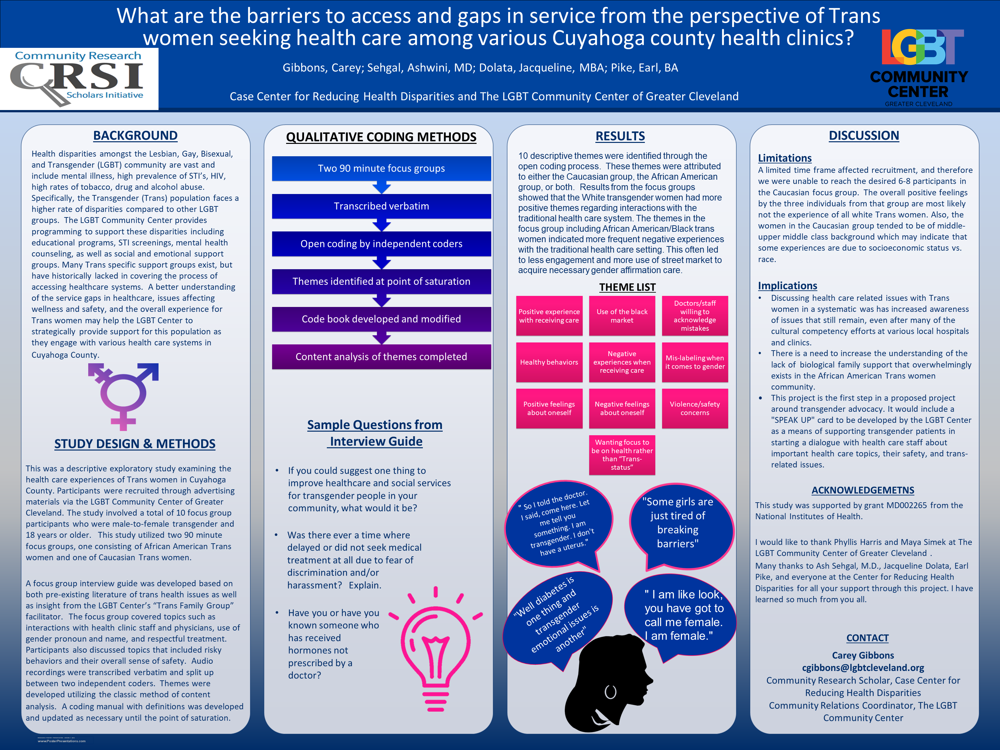 What are the barriers to access and gaps in service from the perspective of Trans
women seeking health care among various Cuyahoga county health clinics?
Gibbons, Carey; Sehgal, Ashwini, MD; Dolata, Jacqueline, MBA; Pike, Earl, BA
Case Center for Reducing Health Disparities and The LGBT Community Center of Greater Cleveland
Community Research
CRSI
Scholars Initiative
LGBT
COMMUNITY
CENTER
GREATER CLEVELAND
BACKGROUND
Health disparities amongst the Lesbian, Gay, Bisexual,
and Transgender (LGBT) community are vast and
include mental illness, high prevalence of STI’s, HIV,
high rates of tobacco, drug and alcohol abuse.
Specifically, the Transgender (Trans) population faces a
higher rate of disparities compared to other LGBT
groups. The LGBT Community Center provides
programming to support these disparities including
educational programs, STI screenings, mental health
counseling, as well as social and emotional support
groups. Many Trans specific support groups exist, but
have historically lacked in covering the process of
accessing healthcare systems. A better understanding
of the service gaps in healthcare, issues affecting
wellness and safety, and the overall experience for
Trans women may help the LGBT Center to
strategically provide support for this population as
they engage with various health care systems in
Cuyahoga County.
STUDY DESIGN & METHODS
This was a descriptive exploratory study examining the
health care experiences of Trans women in Cuyahoga
County. Participants were recruited through advertising
materials via the LGBT Community Center of Greater
Cleveland. The study involved a total of 10 focus group
participants who were male-to-female transgender and
18 years or older. This study utilized two 90 minute
focus groups, one consisting of African American Trans
women and one of Caucasian Trans women.
A focus group interview guide was developed based on
both pre-existing literature of trans health issues as well
as insight from the LGBT Center’s “Trans Family Group”
facilitator. The focus group covered topics such as
interactions with health clinic staff and physicians, use of
gender pronoun and name, and respectful treatment.
Participants also discussed topics that included risky
behaviors and their overall sense of safety. Audio
recordings were transcribed verbatim and split up
between two independent coders. Themes were
developed utilizing the classic method of content
analysis. A coding manual with definitions was developed
and updated as necessary until the point of saturation.
QUALITATIVE CODING METHODS
Two 90 minute focus groups
Transcribed verbatim
Open coding by independent coders
Themes identified at point of saturation
Code book developed and modified
Content analysis of themes completed
Sample Questions from
Interview Guide
• If you could suggest one thing to
improve healthcare and social services
for transgender people in your
community, what would it be?
• Was there ever a time where
delayed or did not seek medical
treatment at all due to fear of
discrimination and/or
harassment? Explain.
• Have you or have you
known someone who
has received
hormones not
prescribed by a
doctor?
RESULTS
10 descriptive themes were identified through the
open coding process. These themes were attributed
to either the Caucasian group, the African American
group, or both. Results from the focus groups
showed that the White transgender women had more
positive themes regarding interactions with the
traditional health care system. The themes in the
focus group including African American/Black trans
women indicated more frequent negative experiences
with the traditional health care setting. This often led
to less engagement and more use of street market to
acquire necessary gender affirmation care.
THEME LIST
Positive experience
with receiving care
Use of the black
market
Doctors/staff
willing to
acknowledge
mistakes
Healthy behaviors
Negative
experiences when
receiving care
Mis-labeling when
it comes to gender
Positive feelings
about oneself
Negative feelings
about oneself
Violence/safety
concerns
Wanting focus to
be on health rather
than “Trans-
status”
" So I told the doctor.
I said, come here. Let
me tell you
something. I am
transgender. I don't
have a uterus."
"Some girls are
just tired of
breaking
barriers"
"Well diabetes is
one thing and
transgender
emotional issues is
another"
" I am like look,
you have got to
call me female.
I am female."
DISCUSSION
Limitations
A limited time frame affected recruitment, and therefore
we were unable to reach the desired 6-8 participants in
the Caucasian focus group. The overall positive feelings
by the three individuals from that group are most likely
not the experience of all white Trans women. Also, the
women in the Caucasian group tended to be of middle-
upper middle class background which may indicate that
some experiences are due to socioeconomic status vs.
race.
Implications
• Discussing health care related issues with Trans
women in a systematic was has increased awareness
of issues that still remain, even after many of the
cultural competency efforts at various local hospitals
and clinics.
• There is a need to increase the understanding of the
lack of biological family support that overwhelmingly
exists in the African American Trans women
community.
• This project is the first step in a proposed project
around transgender advocacy. It would include a
"SPEAK UP" card to be developed by the LGBT Center
as a means of supporting transgender patients in
starting a dialogue with health care staff about
important health care topics, their safety, and trans-
related issues.
ACKNOWLEDGEMETNS
This study was supported by grant MD002265 from the
National Institutes of Health.
I would like to thank Phyllis Harris and Maya Simek at The
LGBT Community Center of Greater Cleveland .
Many thanks to Ash Sehgal, M.D., Jacqueline Dolata, Earl
Pike, and everyone at the Center for Reducing Health
Disparities for all your support through this project. I have
learned so much from you all.
CONTACT
Carey Gibbons
cgibbons@lgbtcleveland.org
Community Research Scholar, Case Center for
Reducing Health Disparities
Community Relations Coordinator, The LGBT
Community Center
www.PosterPresentations.com